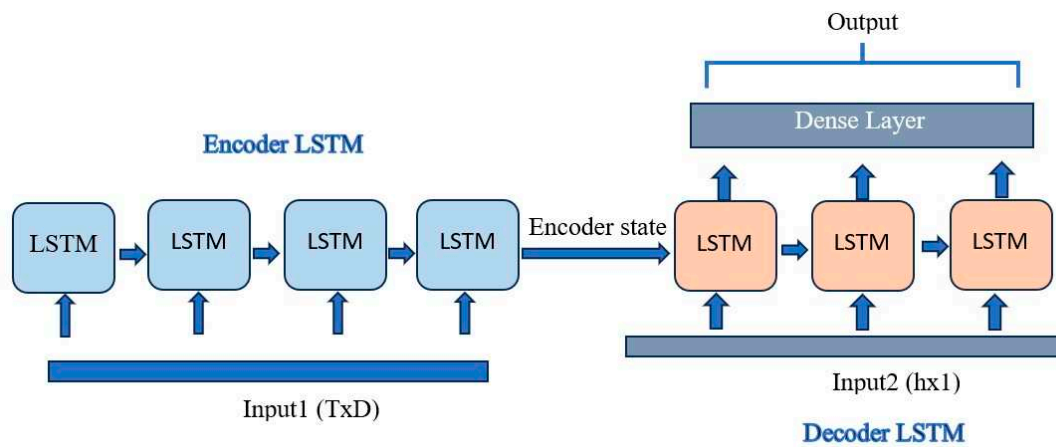 Output
Dense Layer
Encoder LSTM
LSTM
LSTM
LSTM
LSTM
Encoder state
LSTM
LSTM
LSTM
Input1 (TxD)
Input2 (hx1)
Decoder LSTM